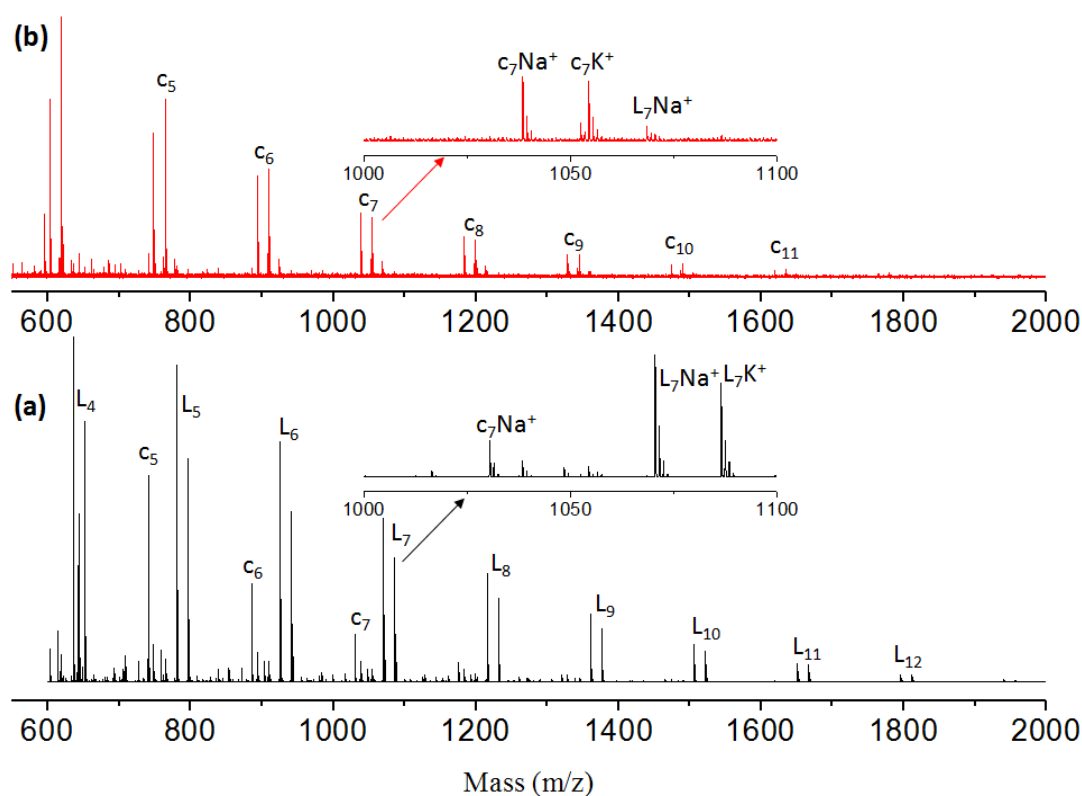 (b)
c₅
c₆
c₇
c₈
c₉
c₁₀
c₁₁
c₇Na⁺ c₇K⁺
L₇Na⁺
1000 1050 1100
600 800 1000 1200 1400 1600 1800 2000
(a)
L₄
c₅
L₅
c₆
L₆
c₇
L₇
L₈
L₉
L₁₀
L₁₁
L₁₂
c₇Na⁺
L₇Na⁺ L₇K⁺
1000 1050 1100
600 800 1000 1200 1400 1600 1800 2000
Mass (m/z)